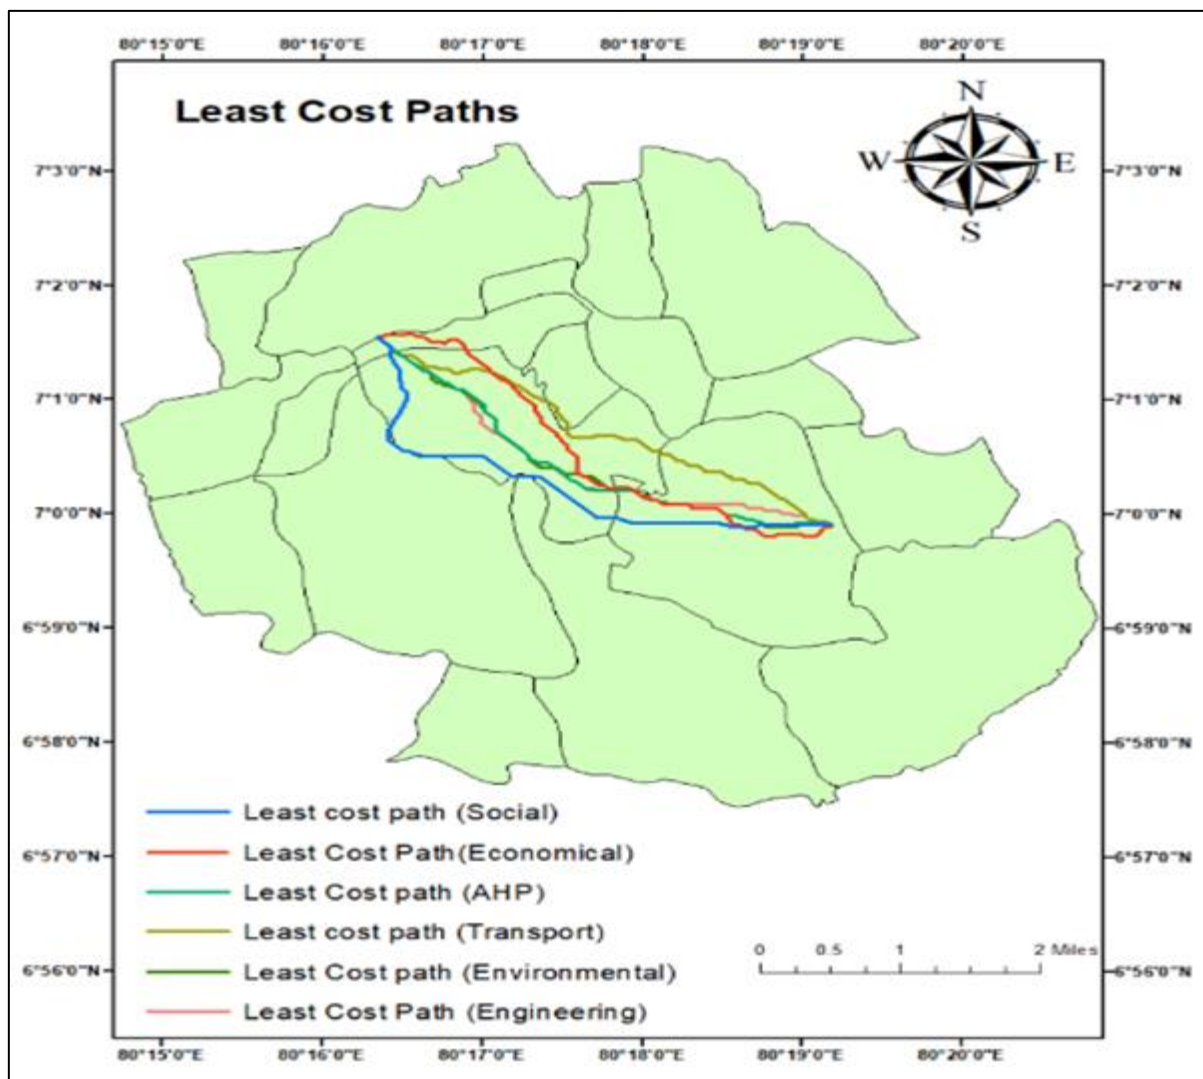 80°15'0"E 80°16'0"E 80°17'0"E 80°18'0"E 80°19'0"E 80°20'0"E
Least Cost Paths
N
W E
S
7°3'0"N 7°3'0"N
7°2'0"N 7°2'0"N
7°1'0"N 7°1'0"N
7°0'0"N 7°0'0"N
6°59'0"N 6°59'0"N
6°58'0"N 6°58'0"N
Least cost path (Social)
Least Cost Path(Economical)
6°57'0"N 6°57'0"N
Least Cost path (AHP)
Least cost path (Transport)
0 0.5 1 2 Miles
6°56'0"N 6°56'0"N
Least Cost path (Environmental)
Least Cost Path (Engineering)
80°15'0"E 80°16'0"E 80°17'0"E 80°18'0"E 80°19'0"E 80°20'0"E